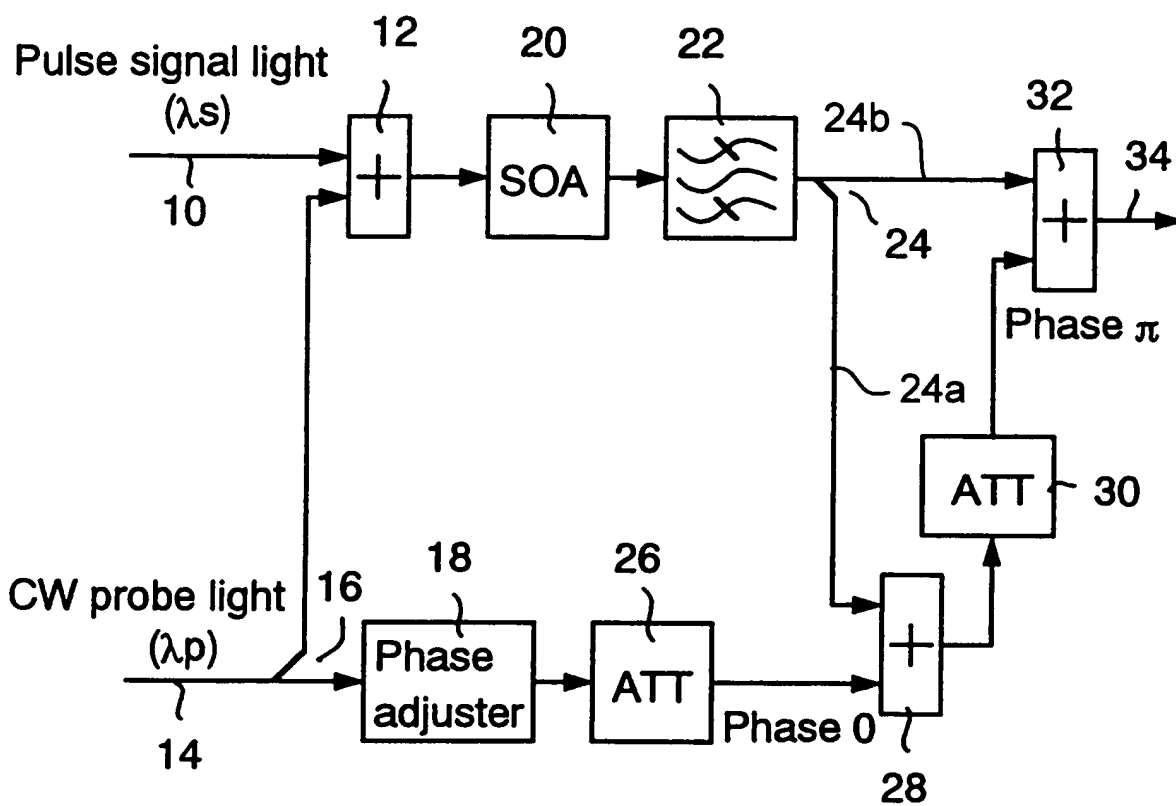 12
20
22
Pulse signal light
(λs)
24b
32
34
+
SOA
10
24
+
Phase π
24a
ATT
30
18
26
CW probe light
(λp)
16
Phase
adjuster
ATT
+
Phase 0
14
28